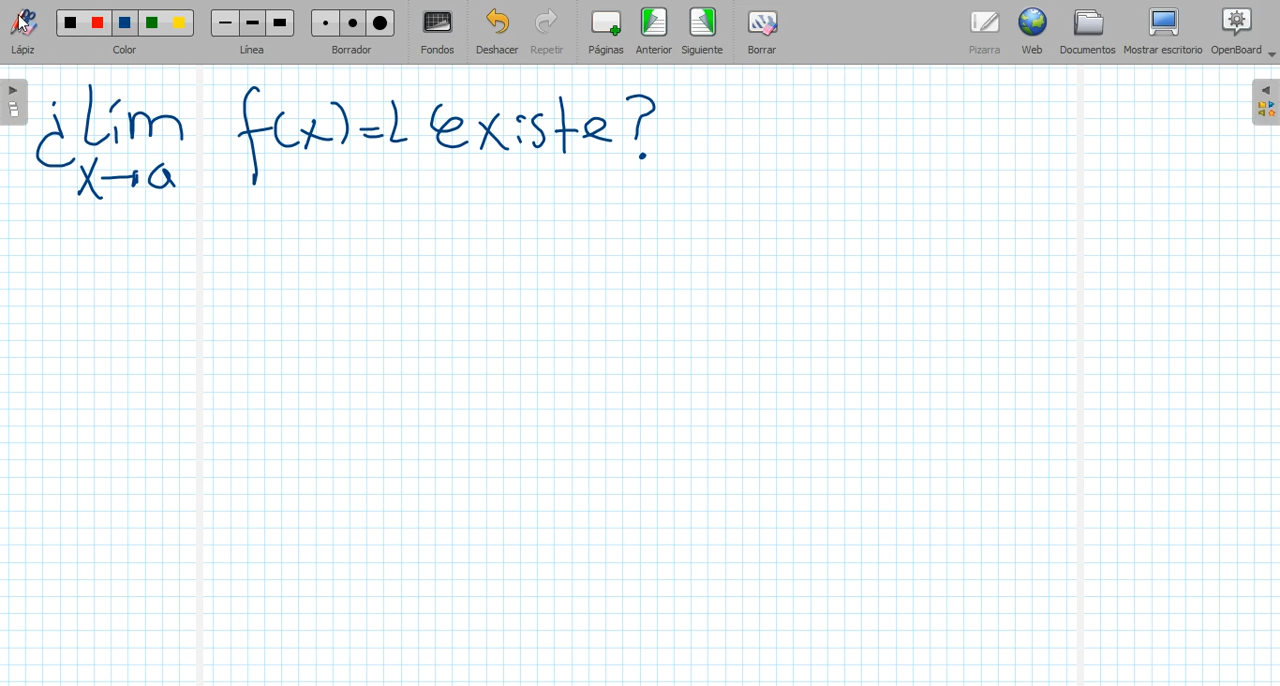 Lápiz Color Línea Borrador Fondos Deshacer Repetir Páginas Anterior Siguiente Borrar Pizarra Web Documentos Mostrar escritorio OpenBoard
¿lím f(x)=L existe?
x→a